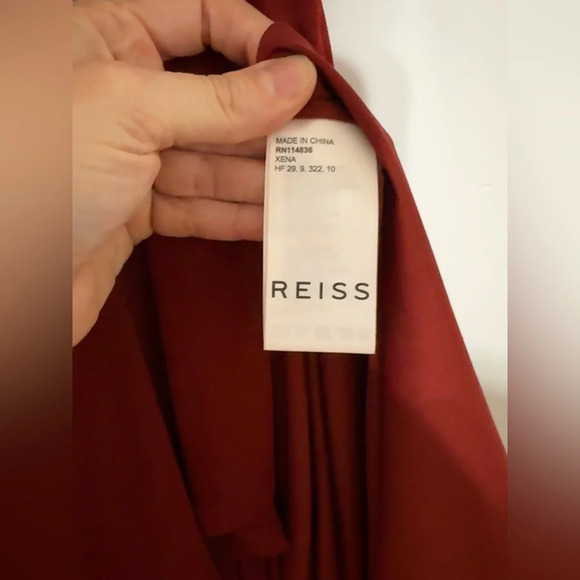 MADE IN CHINA
RN114836
XENA
HF 29. 9. 322. 10
REISS